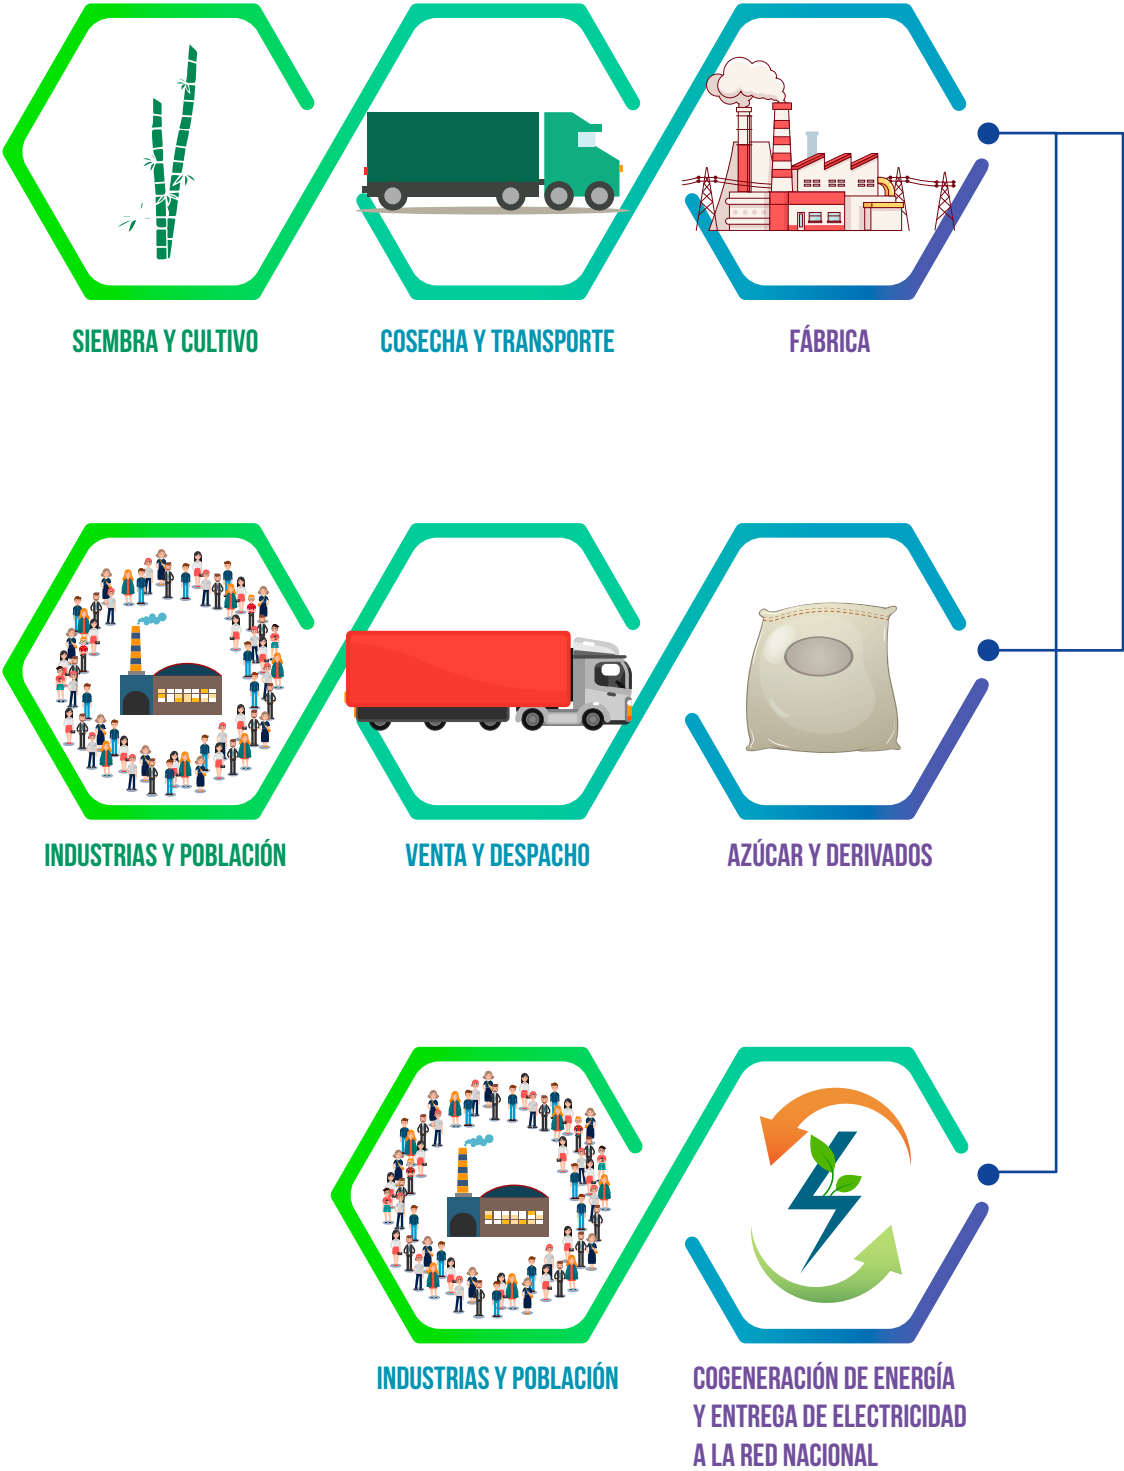 SIEMBRA Y CULTIVO
COSECHA Y TRANSPORTE
FÁBRICA
INDUSTRIAS Y POBLACIÓN
VENTA Y DESPACHO
AZÚCAR Y DERIVADOS
INDUSTRIAS Y POBLACIÓN
COGENERACIÓN DE ENERGÍA
Y ENTREGA DE ELECTRICIDAD
A LA RED NACIONAL